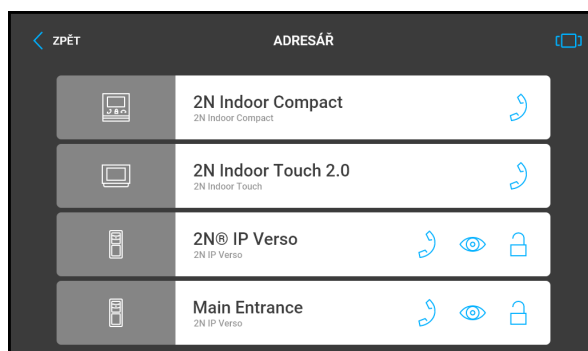 ZPĚT
ADRESÁŘ
2N Indoor Compact
2N Indoor Compact
2N Indoor Touch 2.0
2N Indoor Touch
2N® IP Verso
2N IP Verso
Main Entrance
2N IP Verso